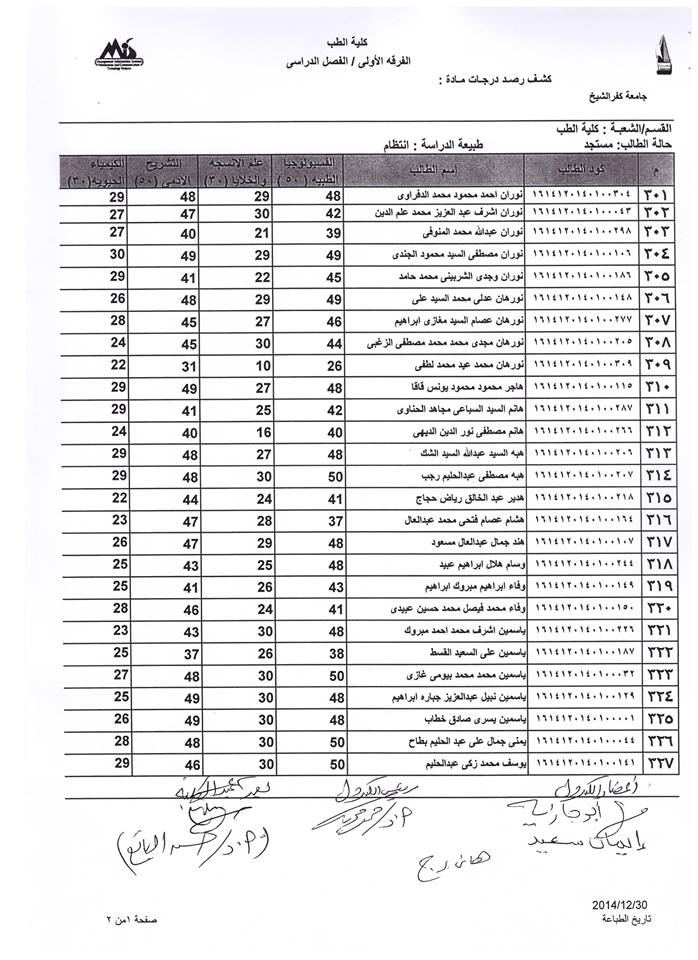 كلية الطب
الفرقه الأولى / الفصل الدراسى
كشف رصد درجات مادة :
جامعة كفرالشيخ
القسم/الشعبة : كلية الطب
حالة الطالب: مستجد طبيعة الدراسة : انتظام
م كود الطالب اسم الطالب الفسيولوجيا الطبيه (٥٠) علم الانسجه والخلايا (٣٠) التشريح الادمى (٥٠) الكيمياء الحيويه(٣٠)
٣٠١ ١٦١٤١٢٠١٤٠١٠٠٣٠٤ نوران احمد محمود محمد الدفراوى 48 29 48 29
٣٠٢ ١٦١٤١٢٠١٤٠١٠٠٠٤٣ نوران اشرف عبد العزيز محمد علم الدين 42 30 47 27
٣٠٣ ١٦١٤١٢٠١٤٠١٠٠٢٩٨ نوران عبدالله محمد المنوفى 39 21 40 27
٣٠٤ ١٦١٤١٢٠١٤٠١٠٠١٠٦ نوران مصطفى السيد محمود الجندى 49 29 49 30
٣٠٥ ١٦١٤١٢٠١٤٠١٠٠١٨٦ نوران وجدى الشربينى محمد حامد 45 22 41 29
٣٠٦ ١٦١٤١٢٠١٤٠١٠٠١٤٨ نورهان عدلى محمد السيد على 49 29 48 26
٣٠٧ ١٦١٤١٢٠١٤٠١٠٠٢٧٧ نورهان عصام السيد مغازى ابراهيم 46 27 45 28
٣٠٨ ١٦١٤١٢٠١٤٠١٠٠٢٠٥ نورهان مجدى محمد محمد مصطفى الزغبى 44 30 45 24
٣٠٩ ١٦١٤١٢٠١٤٠١٠٠٣٠٩ نورهان محمد عيد محمد لطفى 26 10 31 22
٣١٠ ١٦١٤١٢٠١٤٠١٠٠١١٥ هاجر محمود محمود يونس قاقا 48 27 49 29
٣١١ ١٦١٤١٢٠١٤٠١٠٠٢٨٧ هانم السيد السباعى مجاهد الحناوى 42 25 41 29
٣١٢ ١٦١٤١٢٠١٤٠١٠٠٢٦٦ هانم مصطفى نور الدين الديهى 40 16 40 24
٣١٣ ١٦١٤١٢٠١٤٠١٠٠٢٠٦ هبه السيد عبدالله السيد الشك 48 27 48 29
٣١٤ ١٦١٤١٢٠١٤٠١٠٠٢٠٧ هبه مصطفى عبدالحليم رجب 50 30 48 29
٣١٥ ١٦١٤١٢٠١٤٠١٠٠٢١٨ هدير عبد الخالق رياض حجاج 41 24 44 22
٣١٦ ١٦١٤١٢٠١٤٠١٠٠١٦٤ هشام عصام فتحى محمد عبدالعال 37 28 47 23
٣١٧ ١٦١٤١٢٠١٤٠١٠٠١٠٧ هند جمال عبدالعال مسعود 48 29 47 26
٣١٨ ١٦١٤١٢٠١٤٠١٠٠٢٤٤ وسام هلال ابراهيم عبيد 48 25 43 25
٣١٩ ١٦١٤١٢٠١٤٠١٠٠١٤٩ وفاء ابراهيم مبروك ابراهيم 43 26 41 25
٣٢٠ ١٦١٤١٢٠١٤٠١٠٠١٥٠ وفاء محمد فيصل محمد حسين عبيدى 41 24 46 28
٣٢١ ١٦١٤١٢٠١٤٠١٠٠٢٢٦ ياسمين اشرف محمد احمد مبروك 48 30 43 23
٣٢٢ ١٦١٤١٢٠١٤٠١٠٠١٨٧ ياسمين على السعيد القسط 38 26 37 25
٣٢٣ ١٦١٤١٢٠١٤٠١٠٠٠٣٢ ياسمين محمد محمد بيومى غازى 50 30 48 27
٣٢٤ ١٦١٤١٢٠١٤٠١٠٠١٢٩ ياسمين نبيل عبدالعزيز جباره ابراهيم 48 30 49 25
٣٢٥ ١٦١٤١٢٠١٤٠١٠٠٠٠١ ياسمين يسرى صادق خطاب 48 30 49 26
٣٢٦ ١٦١٤١٢٠١٤٠١٠٠٠٤٤ يمنى جمال على عبد الحليم بطاح 50 30 48 28
٣٢٧ ١٦١٤١٢٠١٤٠١٠٠١٤١ يوسف محمد زكى عبدالحليم 50 30 46 29
أعضاء الكنترول رئيس الكنترول
إيمان سعيد
2014/12/30
تاريخ الطباعة صفحة ١من ٢